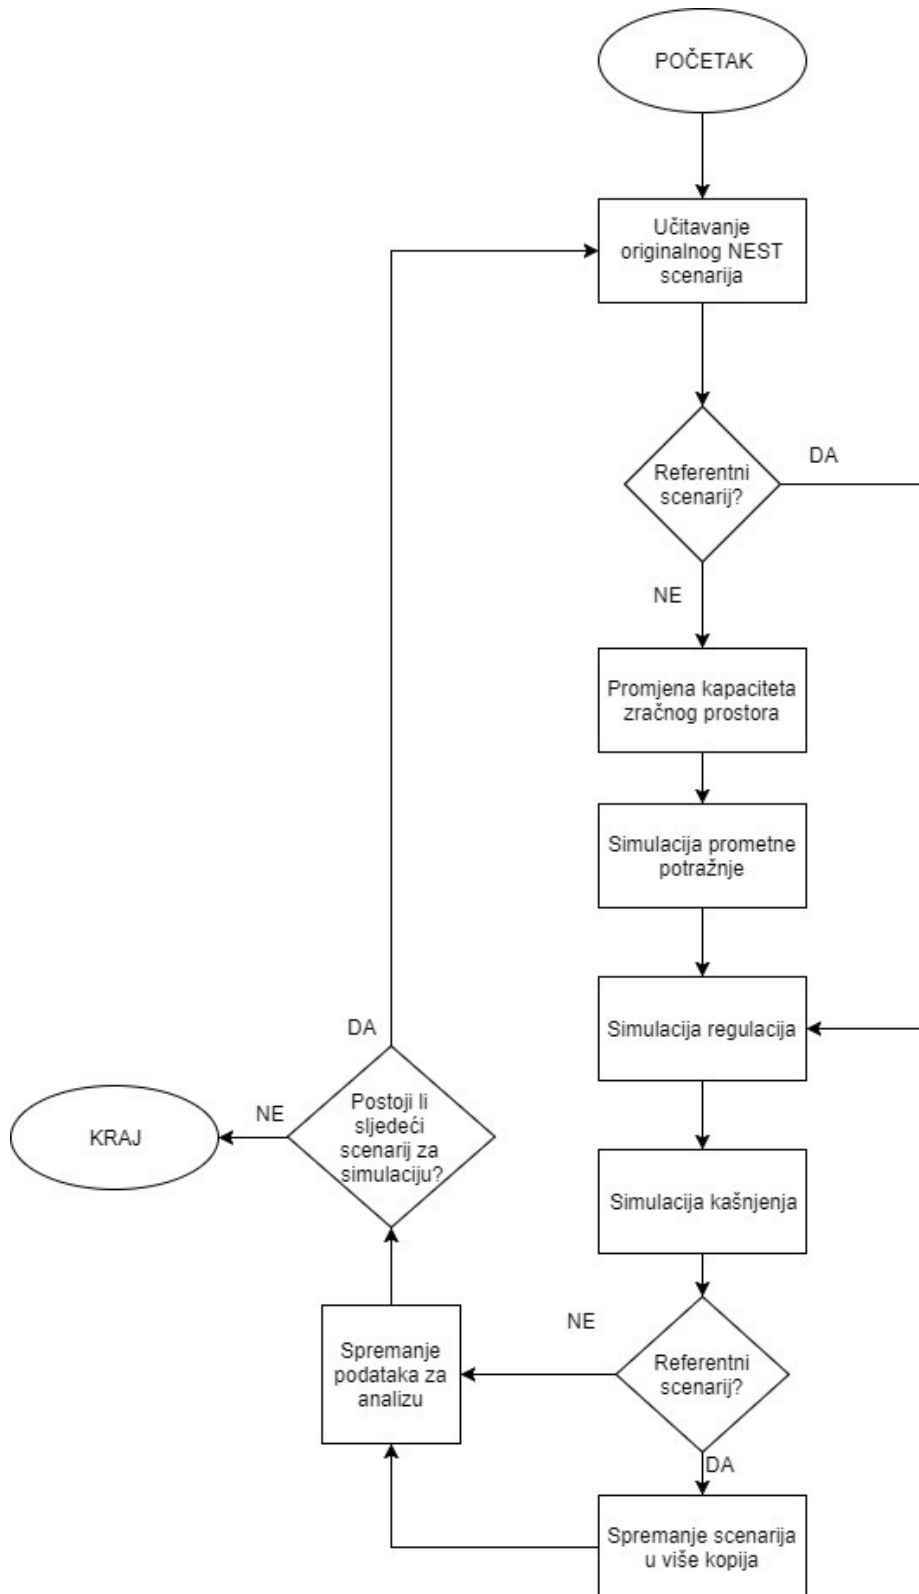 POČETAK
Učitavanje
originalnog NEST
scenarija
Referentni
scenarij?
DA
NE
Promjena kapaciteta
zračnog prostora
Simulacija prometne
potražnje
Simulacija regulacija
Simulacija kašnjenja
Referentni
scenarij?
NE
DA
Spremanje scenarija
u više kopija
Spremanje
podataka za
analizu
Postoji li
sljedeći
scenarij za
simulaciju?
DA
NE
KRAJ